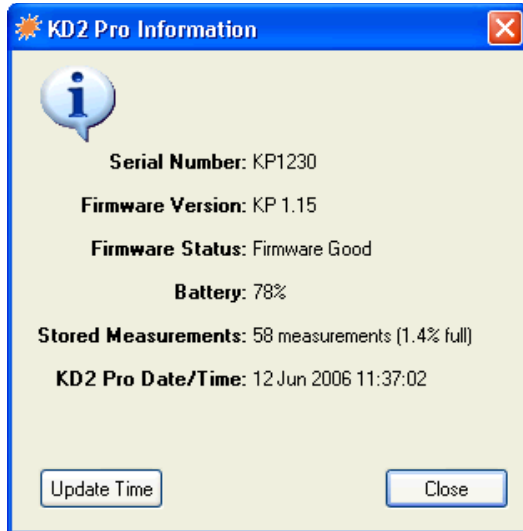 KD2 Pro Information
Serial Number: KP1230
Firmware Version: KP 1.15
Firmware Status: Firmware Good
Battery: 78%
Stored Measurements: 58 measurements (1.4% full)
KD2 Pro Date/Time: 12 Jun 2006 11:37:02
Update Time Close